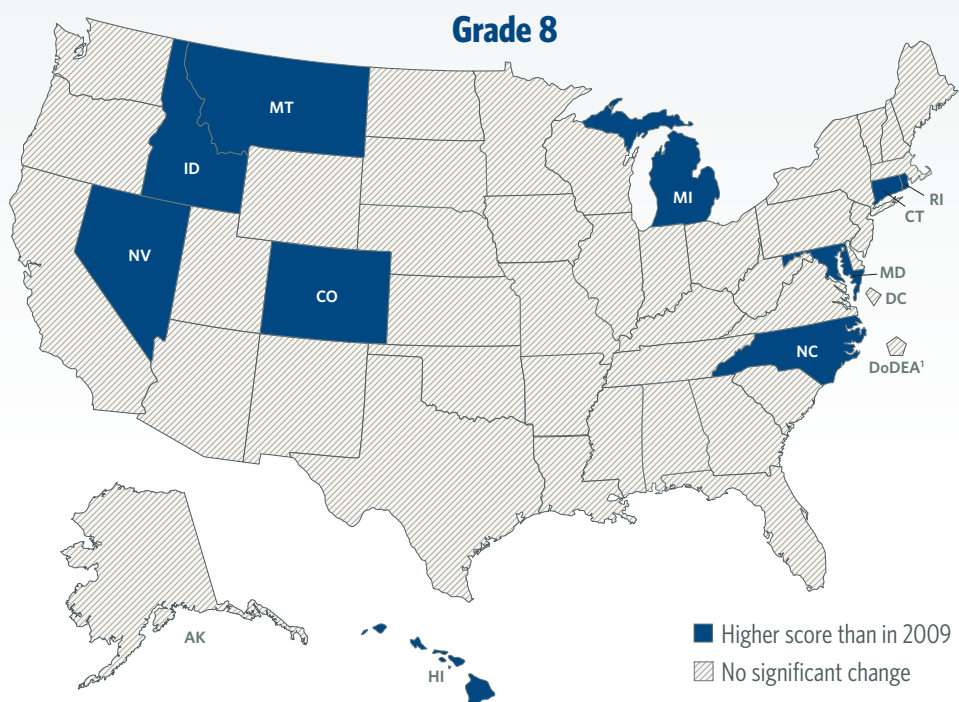 Grade 8
MT
ID
MI
RI
CT
NV
MD
CO
DC
NC
DoDEA¹
AK
HI
Higher score than in 2009
No significant change